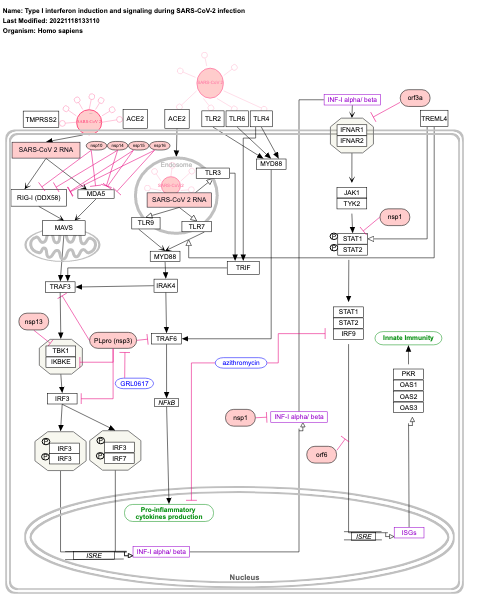 Name: Type I interferon induction and signaling during SARS-CoV-2 infection
Last Modified: 20221118133110
Organism: Homo sapiens
INF-I alpha/ beta
orf3a
TMPRSS2
SARS-CoV-2
ACE2
ACE2
TLR2
TLR6
TLR4
TREML4
IFNAR1
IFNAR2
SARS-CoV-2 RNA
nsp10
nsp14
nsp15
nsp16
MYD88
Endosome
TLR3
RIG-I (DDX58)
MDA5
SARS-CoV-2 RNA
JAK1
TYK2
nsp1
MAVS
TLR9
TLR7
P
STAT1
P
STAT2
MYD88
TRIF
TRAF3
IRAK4
STAT1
STAT2
IRF9
nsp13
PLpro (nsp3)
TRAF6
Innate Immunity
TBK1
IKBKE
azithromycin
PKR
OAS1
OAS2
OAS3
GRL0617
IRF3
NFkB
nsp1
INF-I alpha/ beta
P
IRF3
P
IRF3
P
IRF3
P
IRF7
orf6
Pro-inflammatory
cytokines production
ISRE
ISGs
ISRE
INF-I alpha/ beta
Nucleus